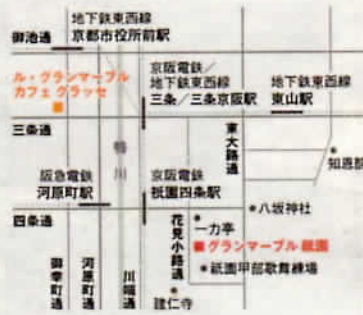 地下鉄東西線
京都市役所前駅
御池通
ル・グランマーブル
カフェ グラッセ
京阪電鉄/
地下鉄東西線
三条/三条京阪駅
地下鉄東西線
東山駅
三条通
鴨川
東大路通
知恩院
阪急電鉄
河原町駅
京阪電鉄
祇園四条駅
四条通
八坂神社
一力亭
グランマーブル 祇園
祇園甲部歌舞練場
花見小路通
建仁寺
御幸町通
河原町通
川端通